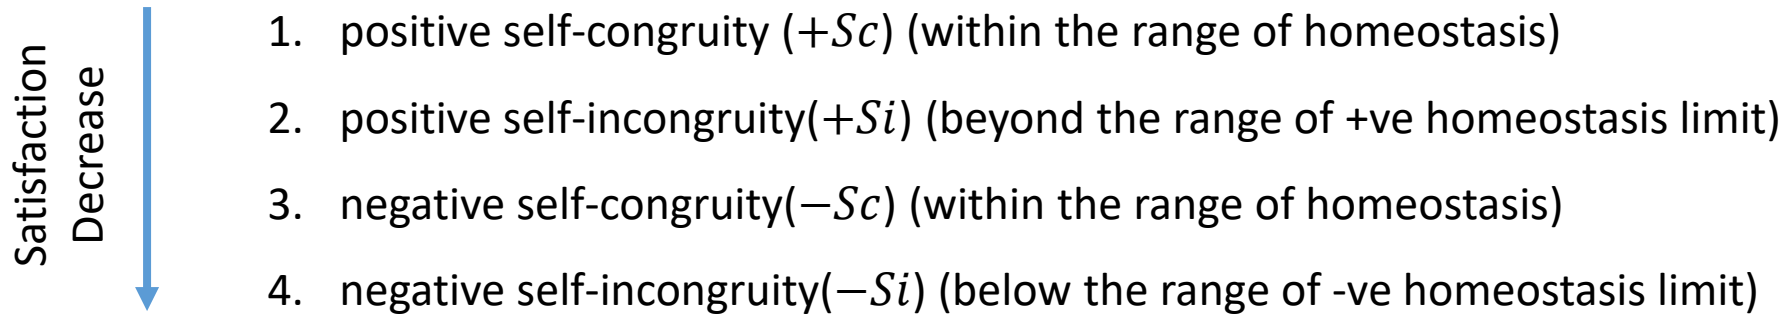 Satisfaction
Decrease
1. positive self-congruity (+Sc) (within the range of homeostasis)
2. positive self-incongruity(+Si) (beyond the range of +ve homeostasis limit)
3. negative self-congruity(−Sc) (within the range of homeostasis)
4. negative self-incongruity(−Si) (below the range of -ve homeostasis limit)